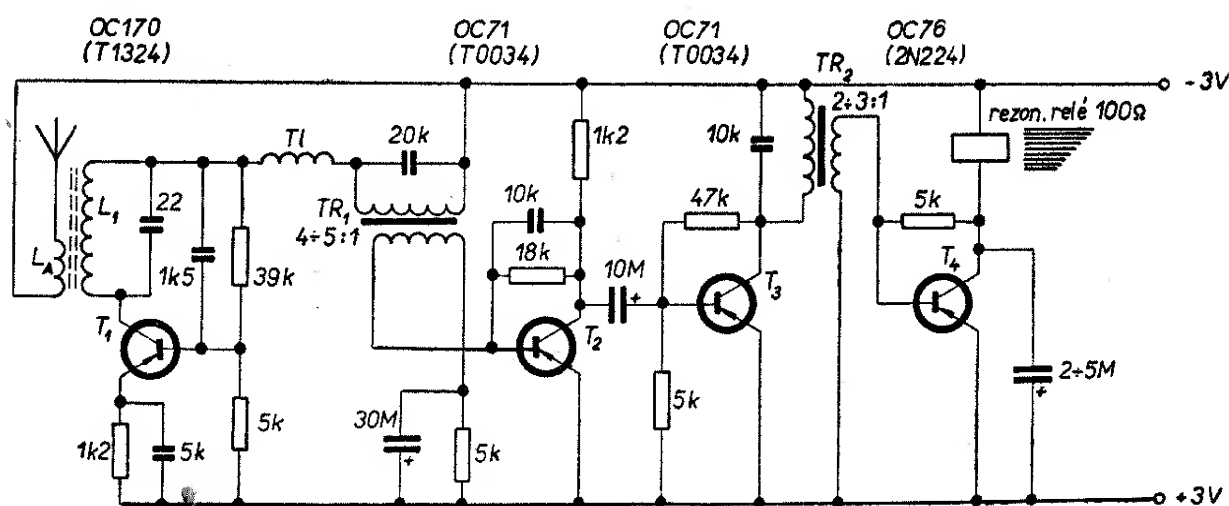 OC170
(T1324)
OC71
(T0034)
OC71
(T0034)
OC76
(2N224)
TR2
2÷3:1
-3V
rezon. relé 100Ω
20k
Tl
1k2
10k
L1
22
TR1
4÷5:1
10k
47k
5k
LA
1k5
39k
18k
10M
+
T1
T2
T3
T4
30M
+
5k
5k
5k
2÷5M
+
1k2
5k
+3V